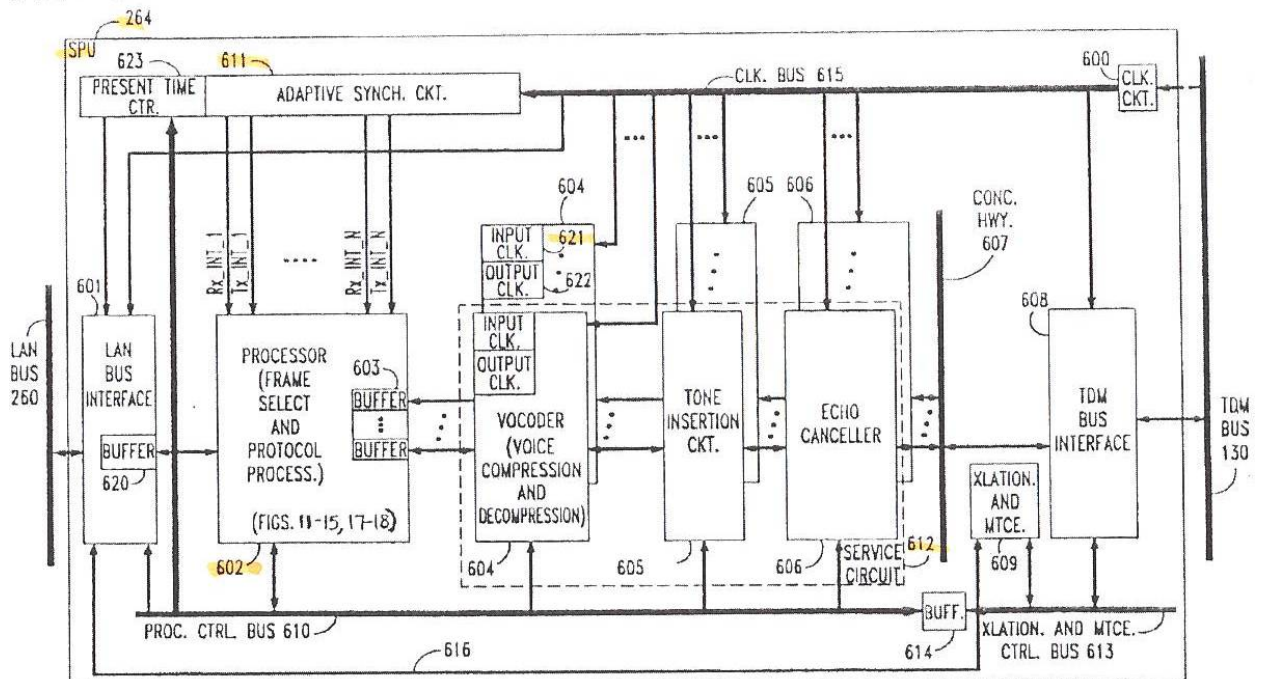 264
SPU
623
611
PRESENT TIME
CTR.
ADAPTIVE SYNCH. CKT.
CLK. BUS 615
600
CLK.
CKT.
Rx_INT_1
Tx_INT_1
Rx_INT_N
Tx_INT_N
604
605
606
INPUT
CLK.
621
OUTPUT
CLK.
622
CONC.
HWY.
607
601
LAN
BUS
260
LAN
BUS
INTERFACE
BUFFER
620
PROCESSOR
(FRAME
SELECT
AND
PROTOCOL
PROCESS.)
(FIGS. 11-15, 17-18)
602
603
BUFFER
BUFFER
INPUT
CLK.
OUTPUT
CLK.
VOCODER
(VOICE
COMPRESSION
AND
DECOMPRESSION)
604
TONE
INSERTION
CKT.
605
ECHO
CANCELLER
606
SERVICE
CIRCUIT
612
608
TDM
BUS
INTERFACE
TDM
BUS
130
XLATION.
AND
MTCE.
609
PROC. CTRL. BUS 610
BUFF.
614
XLATION. AND MTCE.
CTRL. BUS 613
616